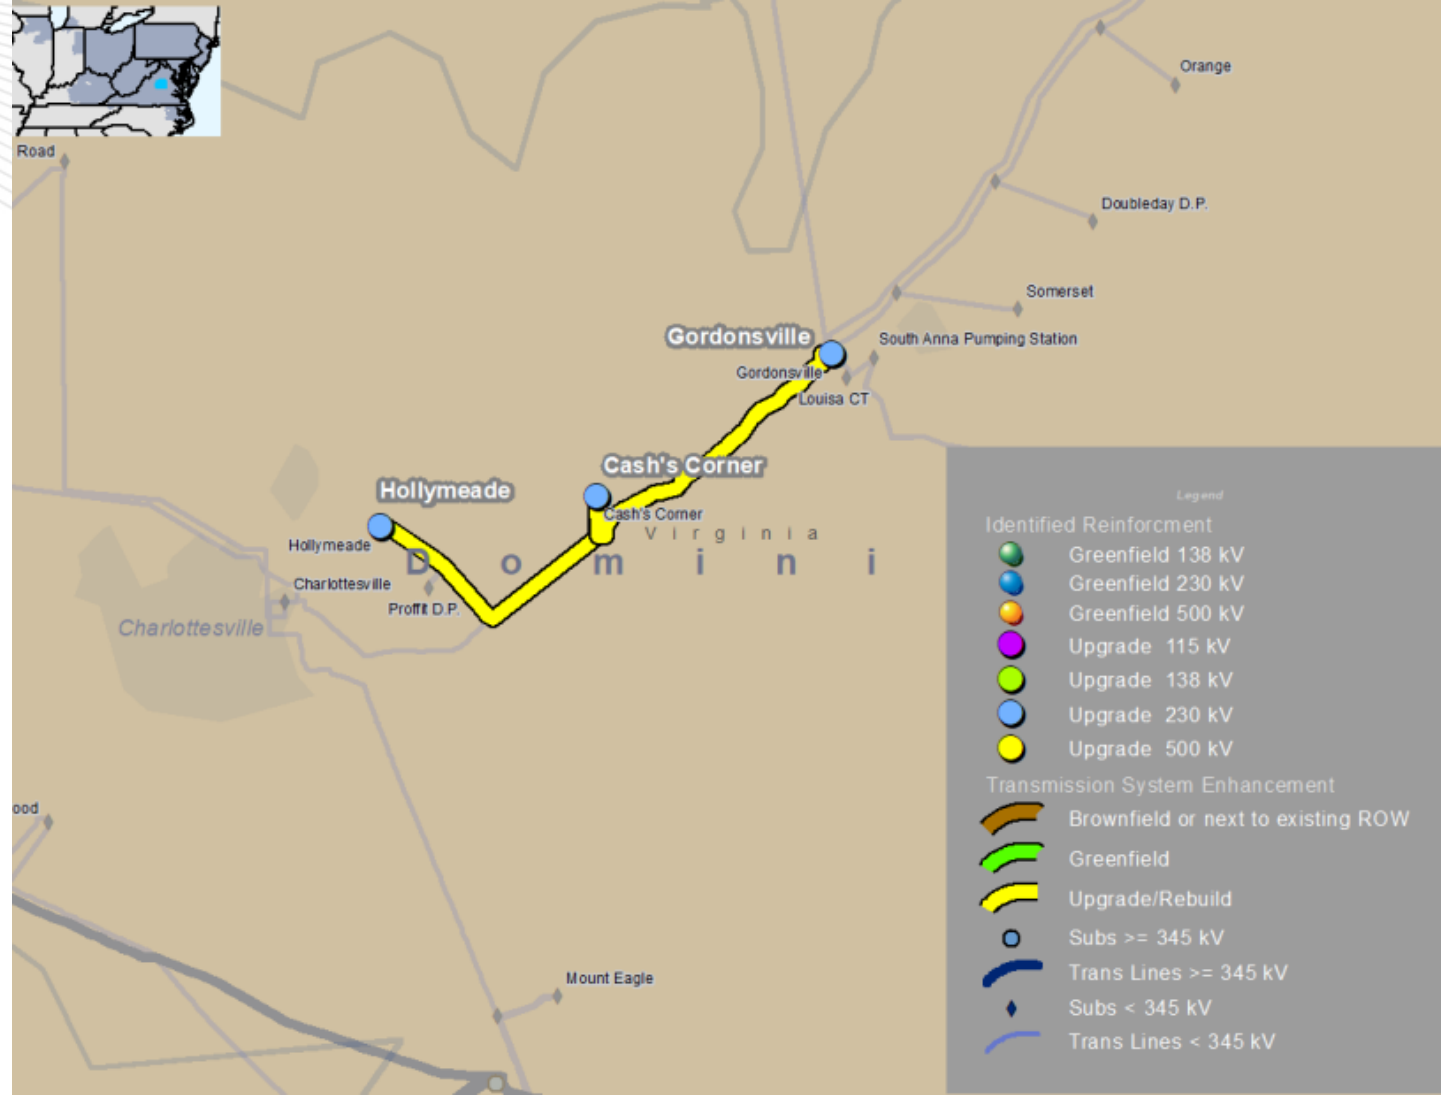 Orange
Road
Doubleday D.P.
Somerset
Gordonsville
South Anna Pumping Station
Gordonsville
Louisa CT
Cash's Corner
Hollymeade
Cash's Corner
Virginia
Hollymeade
Domini
Charlottesville
Proffit D.P.
Charlottesville
ood
Mount Eagle
Legend
Identified Reinforcment
Greenfield 138 kV
Greenfield 230 kV
Greenfield 500 kV
Upgrade 115 kV
Upgrade 138 kV
Upgrade 230 kV
Upgrade 500 kV
Transmission System Enhancement
Brownfield or next to existing ROW
Greenfield
Upgrade/Rebuild
Subs >= 345 kV
Trans Lines >= 345 kV
Subs < 345 kV
Trans Lines < 345 kV